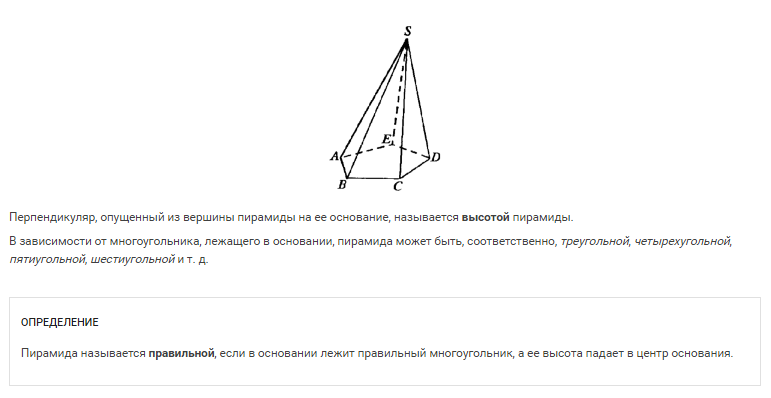 S
E
A
D
B
C
Перпендикуляр, опущенный из вершины пирамиды на ее основание, называется высотой пирамиды.
В зависимости от многоугольника, лежащего в основании, пирамида может быть, соответственно, треугольной, четырехугольной,
пятиугольной, шестиугольной и т. д.
ОПРЕДЕЛЕНИЕ
Пирамида называется правильной, если в основании лежит правильный многоугольник, а ее высота падает в центр основания.